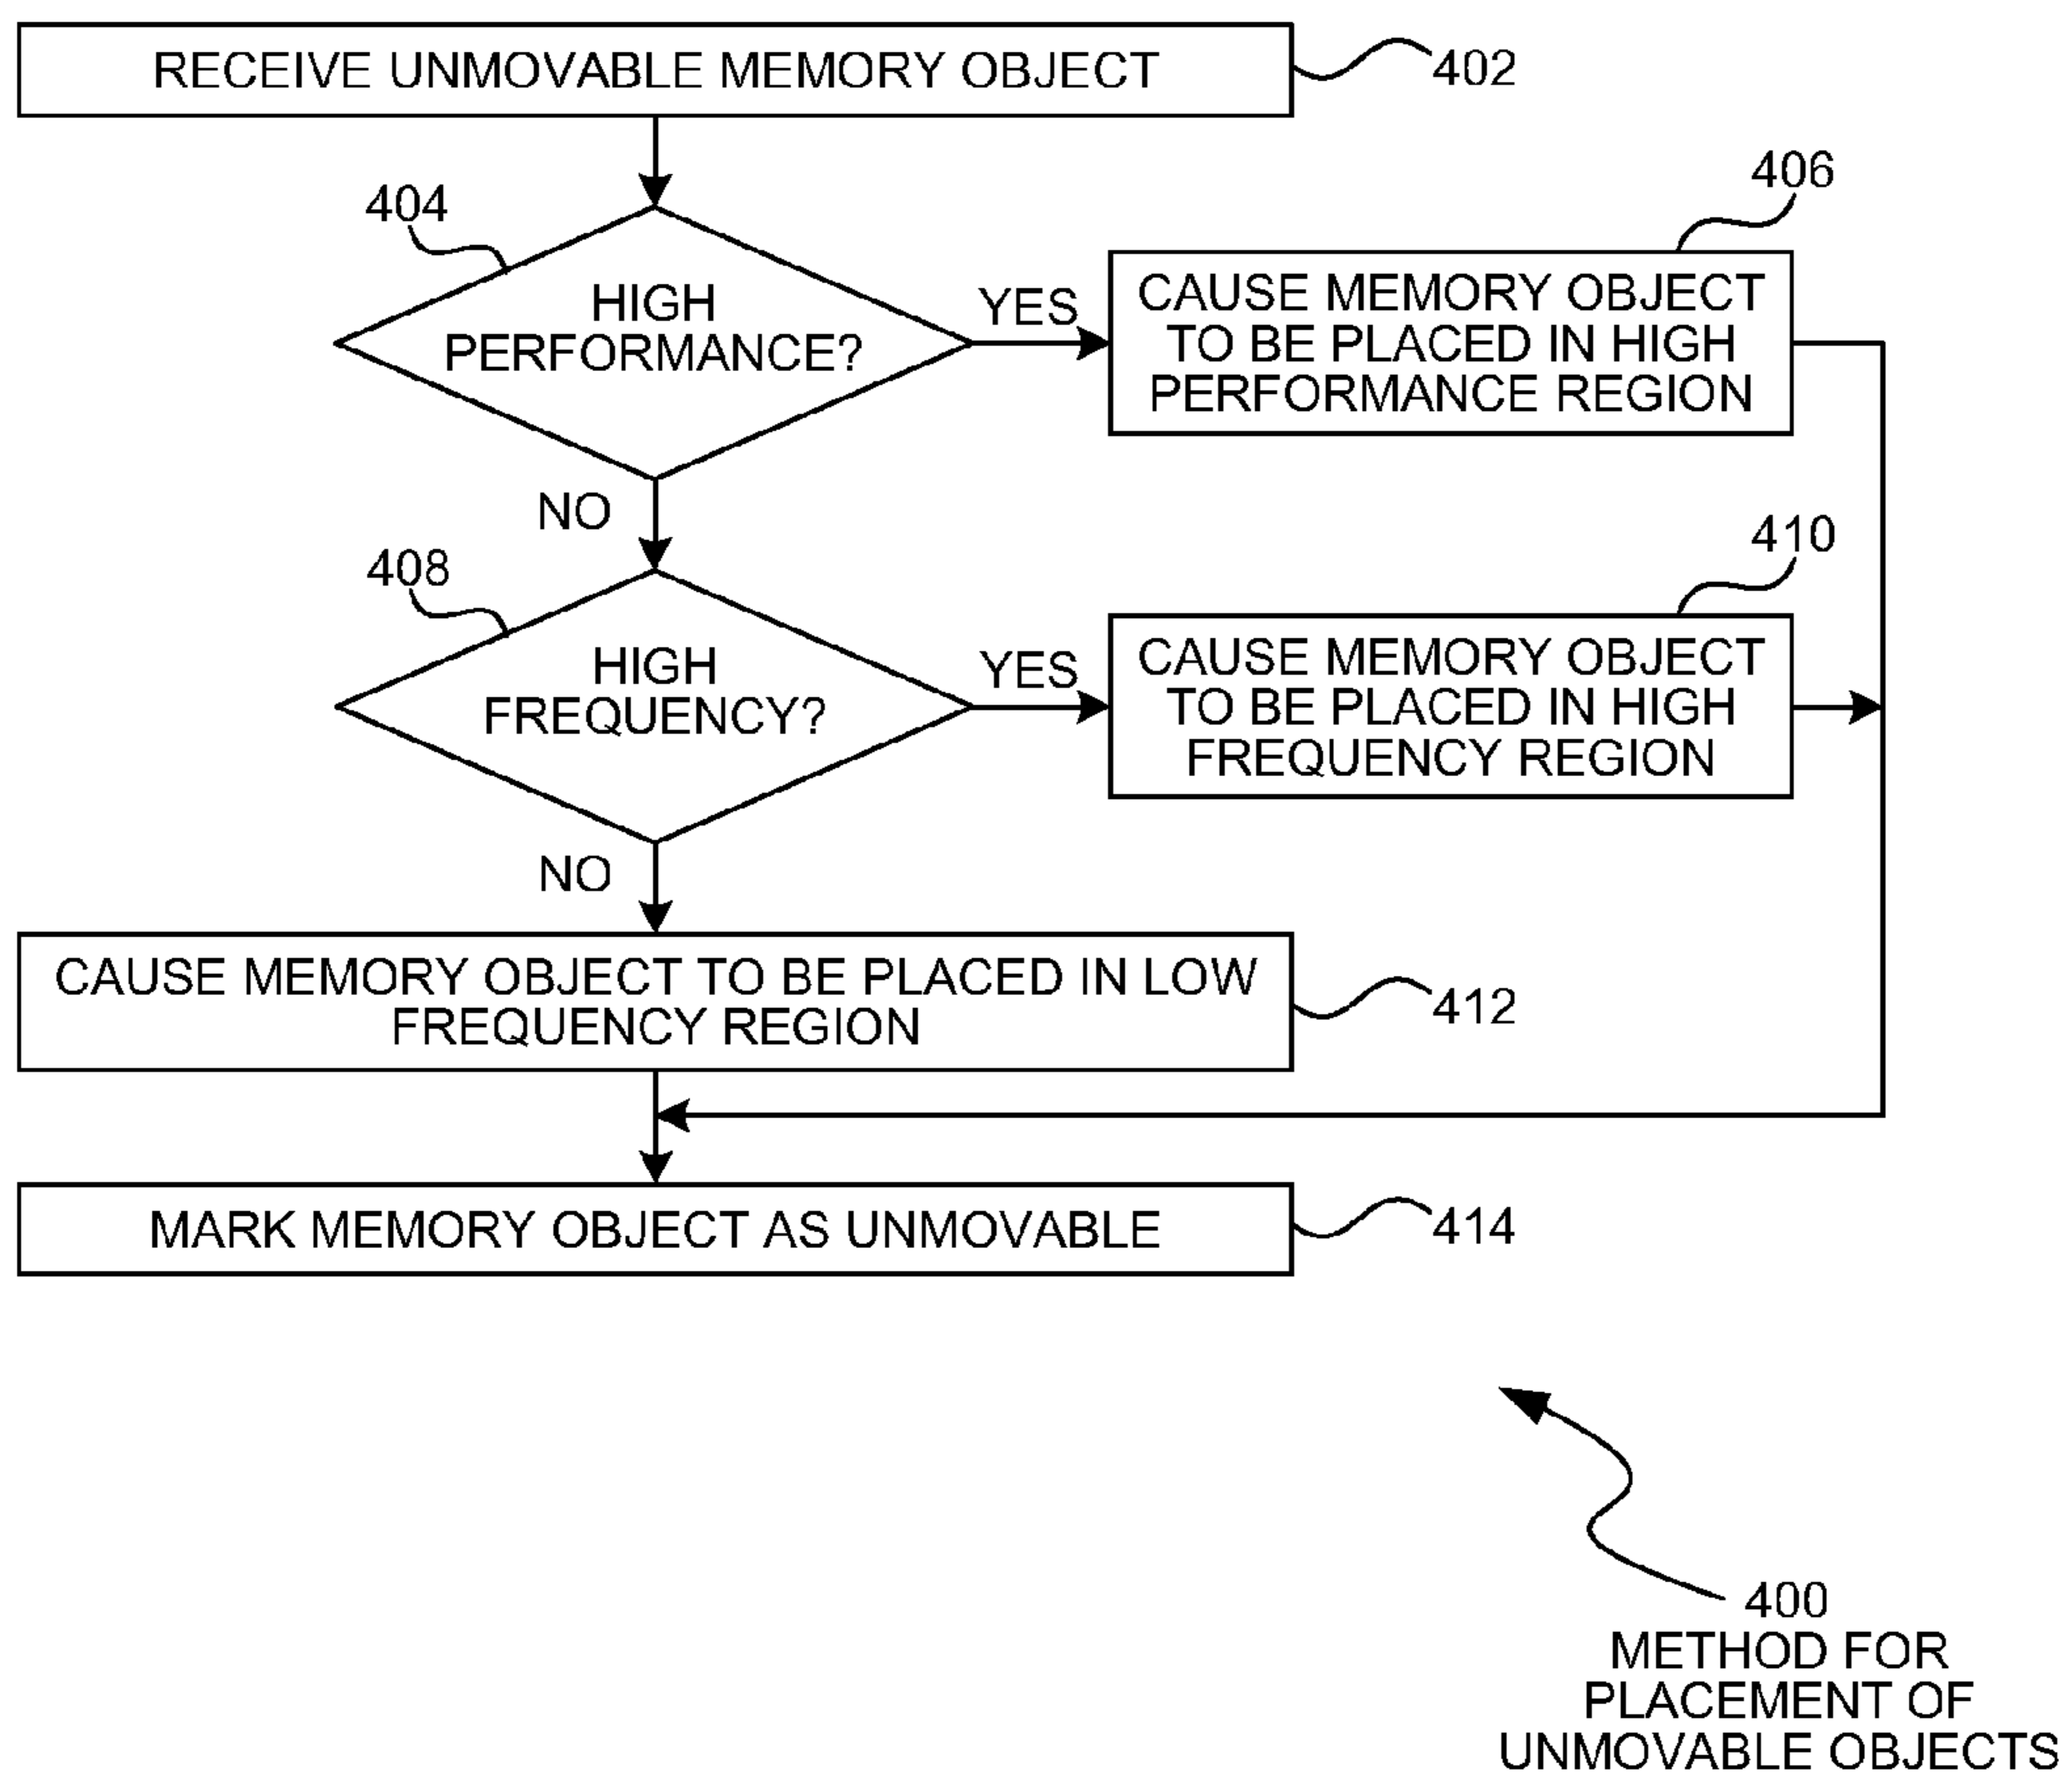 RECEIVE UNMOVABLE MEMORY OBJECT
402
404
HIGH
PERFORMANCE?
YES
406
CAUSE MEMORY OBJECT
TO BE PLACED IN HIGH
PERFORMANCE REGION
NO
408
HIGH
FREQUENCY?
YES
410
CAUSE MEMORY OBJECT
TO BE PLACED IN HIGH
FREQUENCY REGION
NO
CAUSE MEMORY OBJECT TO BE PLACED IN LOW
FREQUENCY REGION
412
MARK MEMORY OBJECT AS UNMOVABLE
414
400
METHOD FOR
PLACEMENT OF
UNMOVABLE OBJECTS